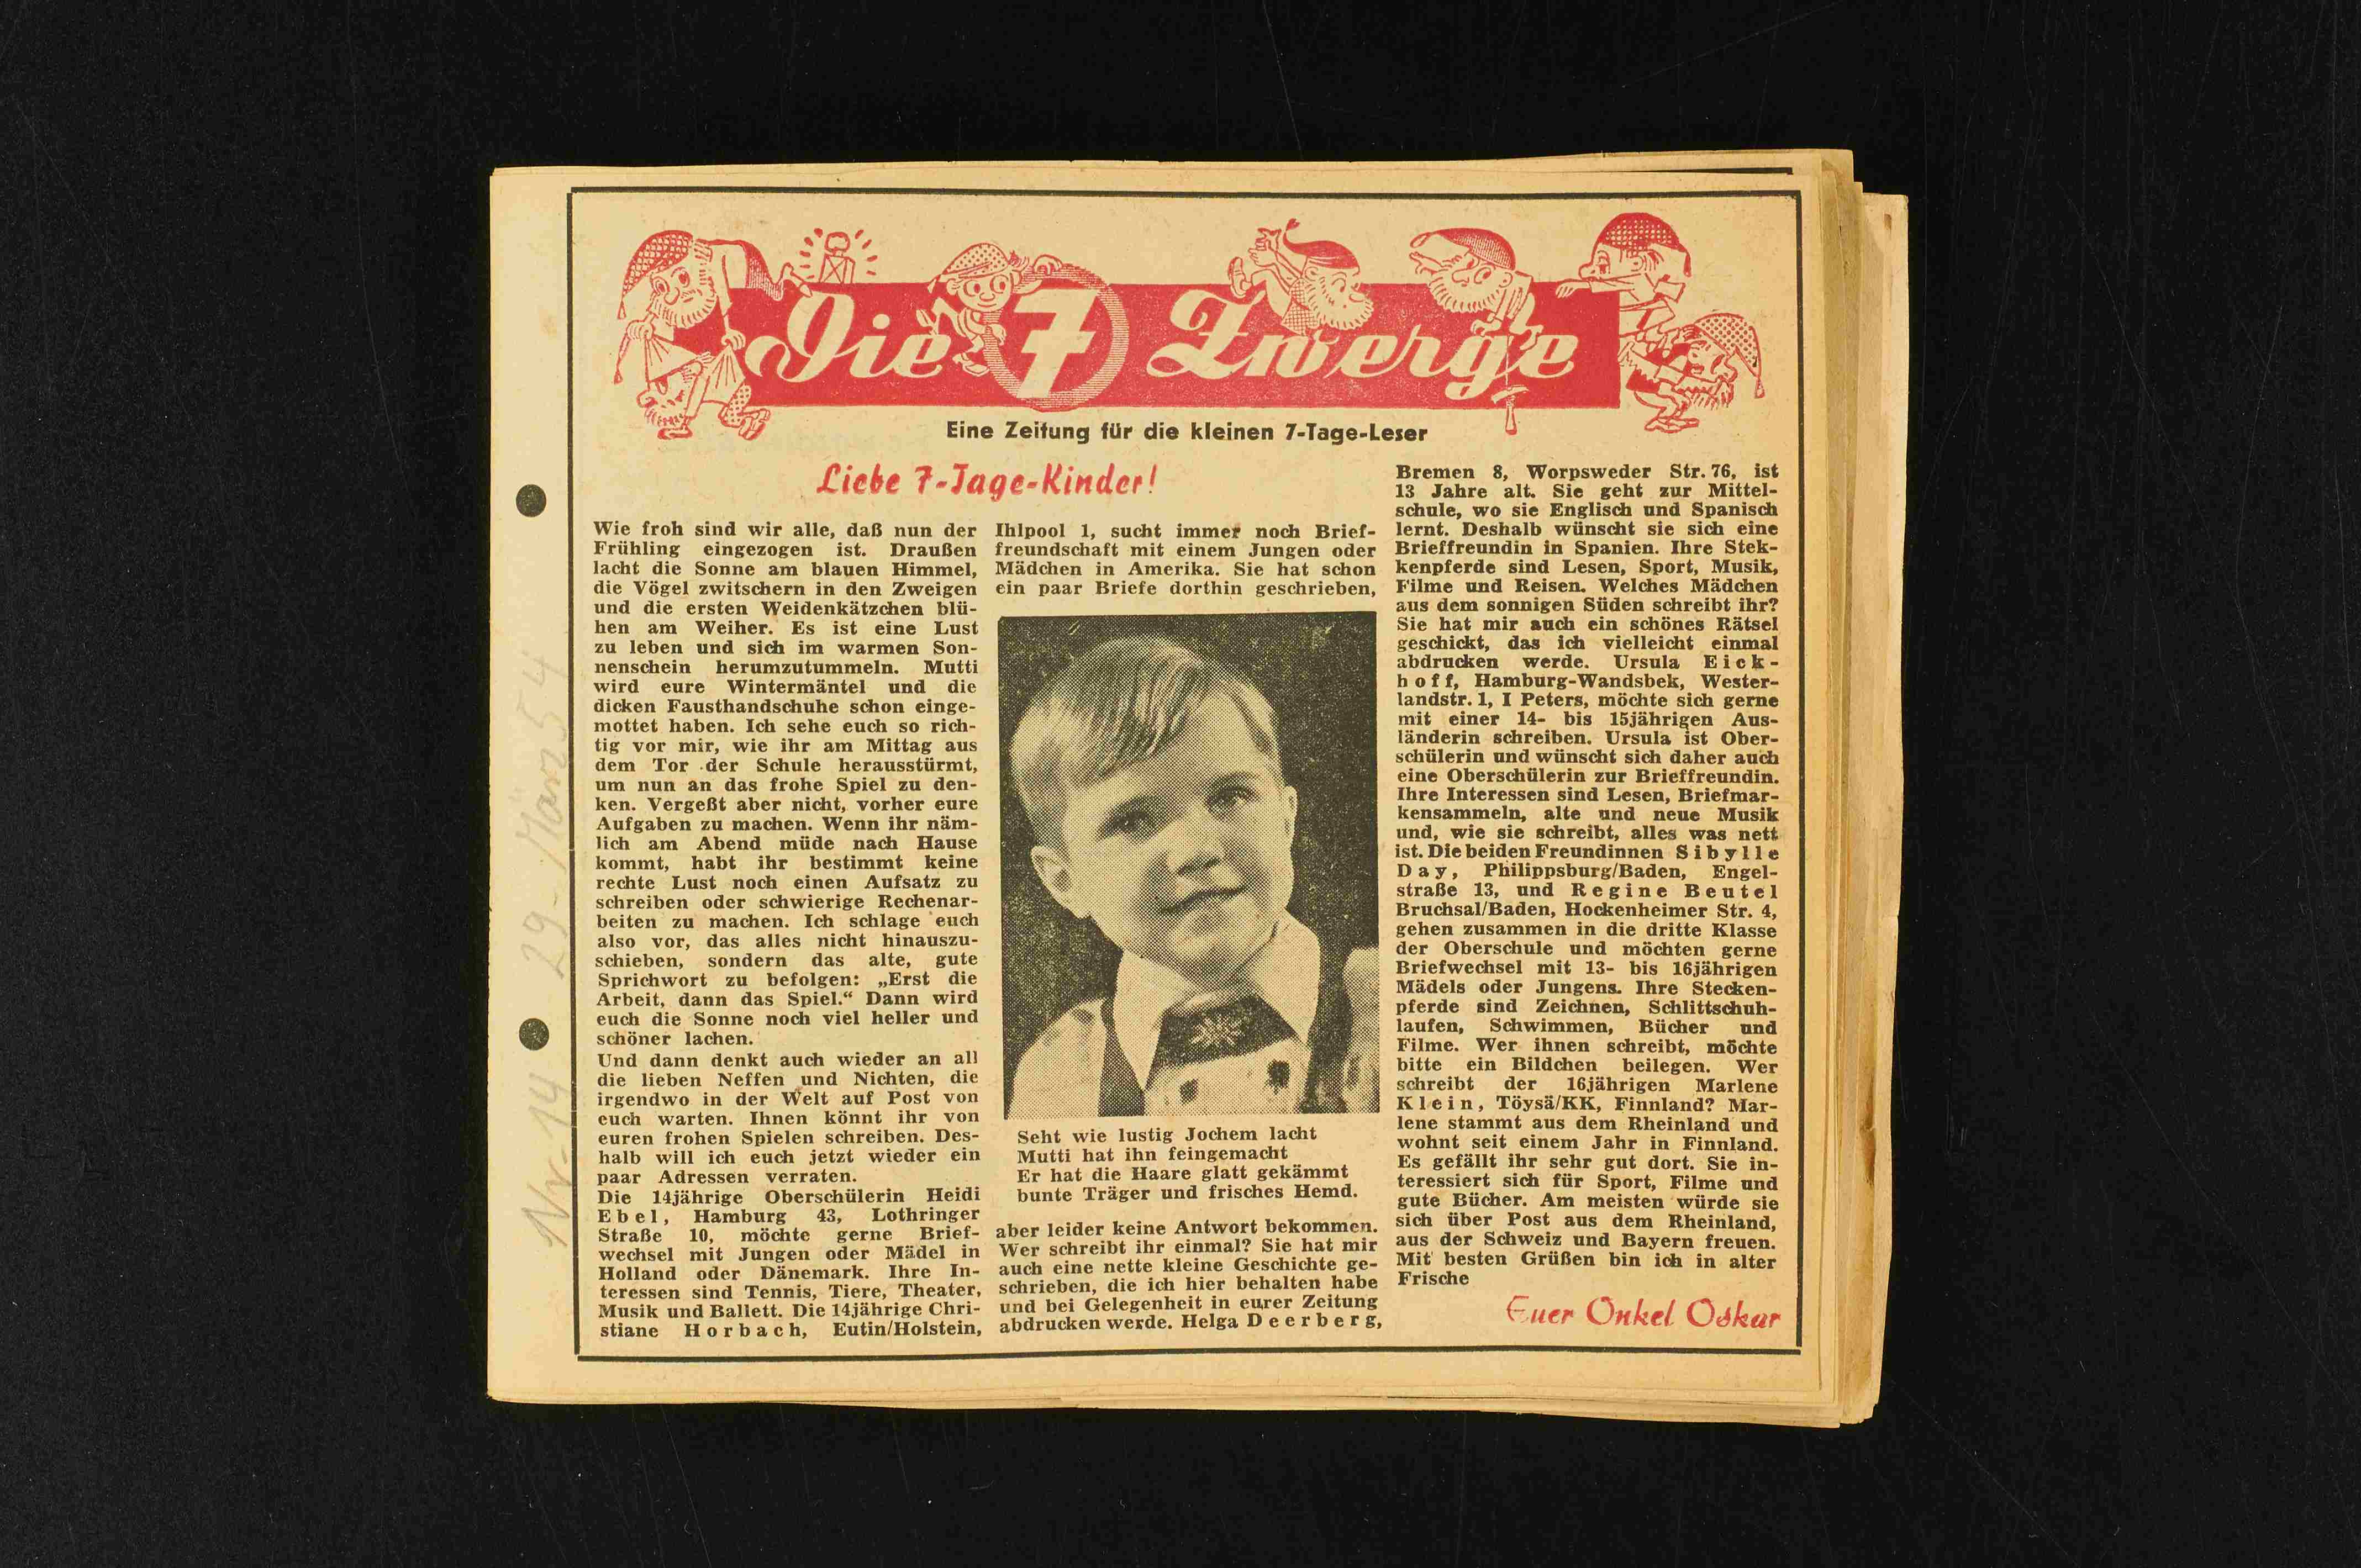 Die 7 Zwerge
Eine Zeitung für die kleinen 7-Tage-Leser
Liebe 7-Tage-Kinder!
Wie froh sind wir alle, daß nun der
Frühling eingezogen ist. Draußen
lacht die Sonne am blauen Himmel,
die Vögel zwitschern in den Zweigen
und die ersten Weidenkätzchen blü-
hen am Weiher. Es ist eine Lust
zu leben und sich im warmen Son-
nenschein herumzutummeln. Mutti
wird eure Wintermäntel und die
dicken Fausthandschuhe schon einge-
mottet haben. Ich sehe euch so rich-
tig vor mir, wie ihr am Mittag aus
dem Tor der Schule herausstürmt,
um nun an das frohe Spiel zu den-
ken. Vergeßt aber nicht, vorher eure
Aufgaben zu machen. Wenn ihr näm-
lich am Abend müde nach Hause
kommt, habt ihr bestimmt keine
rechte Lust noch einen Aufsatz zu
schreiben oder schwierige Rechenar-
beiten zu machen. Ich schlage euch
also vor, das alles nicht hinauszu-
schieben, sondern das alte, gute
Sprichwort zu befolgen: „Erst die
Arbeit, dann das Spiel.“ Dann wird
euch die Sonne noch viel heller und
schöner lachen.
Und dann denkt auch wieder an all
die lieben Neffen und Nichten, die
irgendwo in der Welt auf Post von
euch warten. Ihnen könnt ihr von
euren frohen Spielen schreiben. Des-
halb will ich euch jetzt wieder ein
paar Adressen verraten.
Die 14jährige Oberschülerin Heidi
Ebel, Hamburg 43, Lothringer
Straße 10, möchte gerne Brief-
wechsel mit Jungen oder Mädel in
Holland oder Dänemark. Ihre In-
teressen sind Tennis, Tiere, Theater,
Musik und Ballett. Die 14jährige Chri-
stiane Horbach, Eutin/Holstein,
Ihlpool 1, sucht immer noch Brief-
freundschaft mit einem Jungen oder
Mädchen in Amerika. Sie hat schon
ein paar Briefe dorthin geschrieben,
Seht wie lustig Jochem lacht
Mutti hat ihn feingemacht
Er hat die Haare glatt gekämmt
bunte Träger und frisches Hemd.
aber leider keine Antwort bekommen.
Wer schreibt ihr einmal? Sie hat mir
auch eine nette kleine Geschichte ge-
schrieben, die ich hier behalten habe
und bei Gelegenheit in eurer Zeitung
abdrucken werde. Helga Deerberg,
Bremen 8, Worpsweder Str. 76, ist
13 Jahre alt. Sie geht zur Mittel-
schule, wo sie Englisch und Spanisch
lernt. Deshalb wünscht sie sich eine
Brieffreundin in Spanien. Ihre Stek-
kenpferde sind Lesen, Sport, Musik,
Filme und Reisen. Welches Mädchen
aus dem sonnigen Süden schreibt ihr?
Sie hat mir auch ein schönes Rätsel
geschickt, das ich vielleicht einmal
abdrucken werde. Ursula Eick-
hoff, Hamburg-Wandsbek, Wester-
landstr. 1, I Peters, möchte sich gerne
mit einer 14- bis 15jährigen Aus-
länderin schreiben. Ursula ist Ober-
schülerin und wünscht sich daher auch
eine Oberschülerin zur Brieffreundin.
Ihre Interessen sind Lesen, Briefmar-
kensammeln, alte und neue Musik
und, wie sie schreibt, alles was nett
ist. Die beiden Freundinnen Sibylle
Day, Philippsburg/Baden, Engel-
straße 13, und Regine Beutel
Bruchsal/Baden, Hockenheimer Str. 4,
gehen zusammen in die dritte Klasse
der Oberschule und möchten gerne
Briefwechsel mit 13- bis 16jährigen
Mädels oder Jungens. Ihre Stecken-
pferde sind Zeichnen, Schlittschuh-
laufen, Schwimmen, Bücher und
Filme. Wer ihnen schreibt, möchte
bitte ein Bildchen beilegen. Wer
schreibt der 16jährigen Marlene
Klein, Töysä/KK, Finnland? Mar-
lene stammt aus dem Rheinland und
wohnt seit einem Jahr in Finnland.
Es gefällt ihr sehr gut dort. Sie in-
teressiert sich für Sport, Filme und
gute Bücher. Am meisten würde sie
sich über Post aus dem Rheinland,
aus der Schweiz und Bayern freuen.
Mit besten Grüßen bin ich in alter
Frische
Euer Onkel Oskar
Nr-14 29-März 54